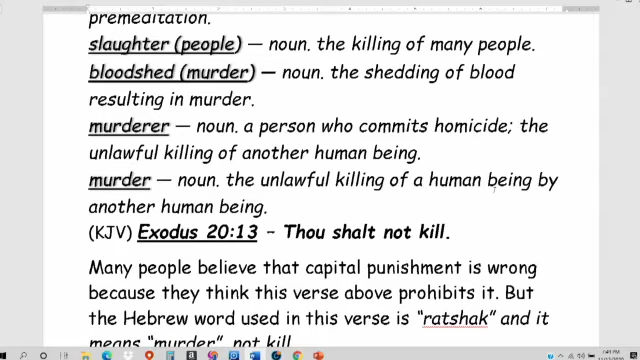 premeditation.
slaughter (people) — noun. the killing of many people.
bloodshed (murder) — noun. the shedding of blood
resulting in murder.
murderer — noun. a person who commits homicide; the
unlawful killing of another human being.
murder — noun. the unlawful killing of a human being by
another human being.
(KJV) Exodus 20:13 – Thou shalt not kill.
Many people believe that capital punishment is wrong
because they think this verse above prohibits it. But
the Hebrew word used in this verse is "ratshak" and it
means "murder", not kill.